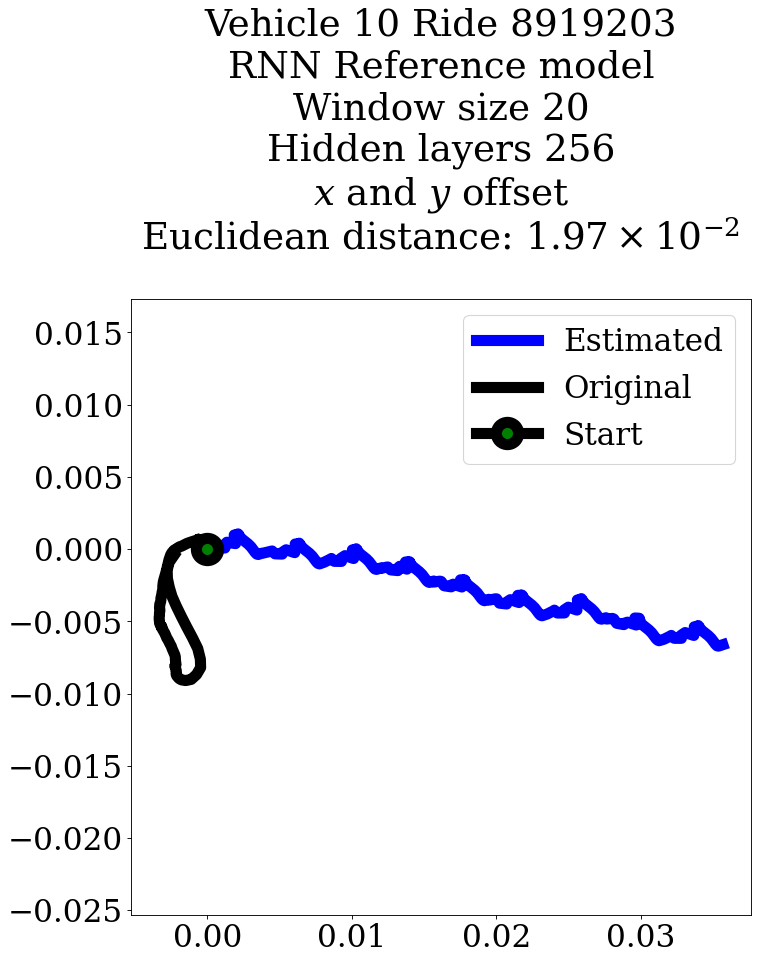 Vehicle 10 Ride 8919203
RNN Reference model
Window size 20
Hidden layers 256
x and y offset
Euclidean distance: 1.97 × 10⁻²
Estimated
Original
Start
0.015
0.010
0.005
0.000
−0.005
−0.010
−0.015
−0.020
−0.025
0.00 0.01 0.02 0.03